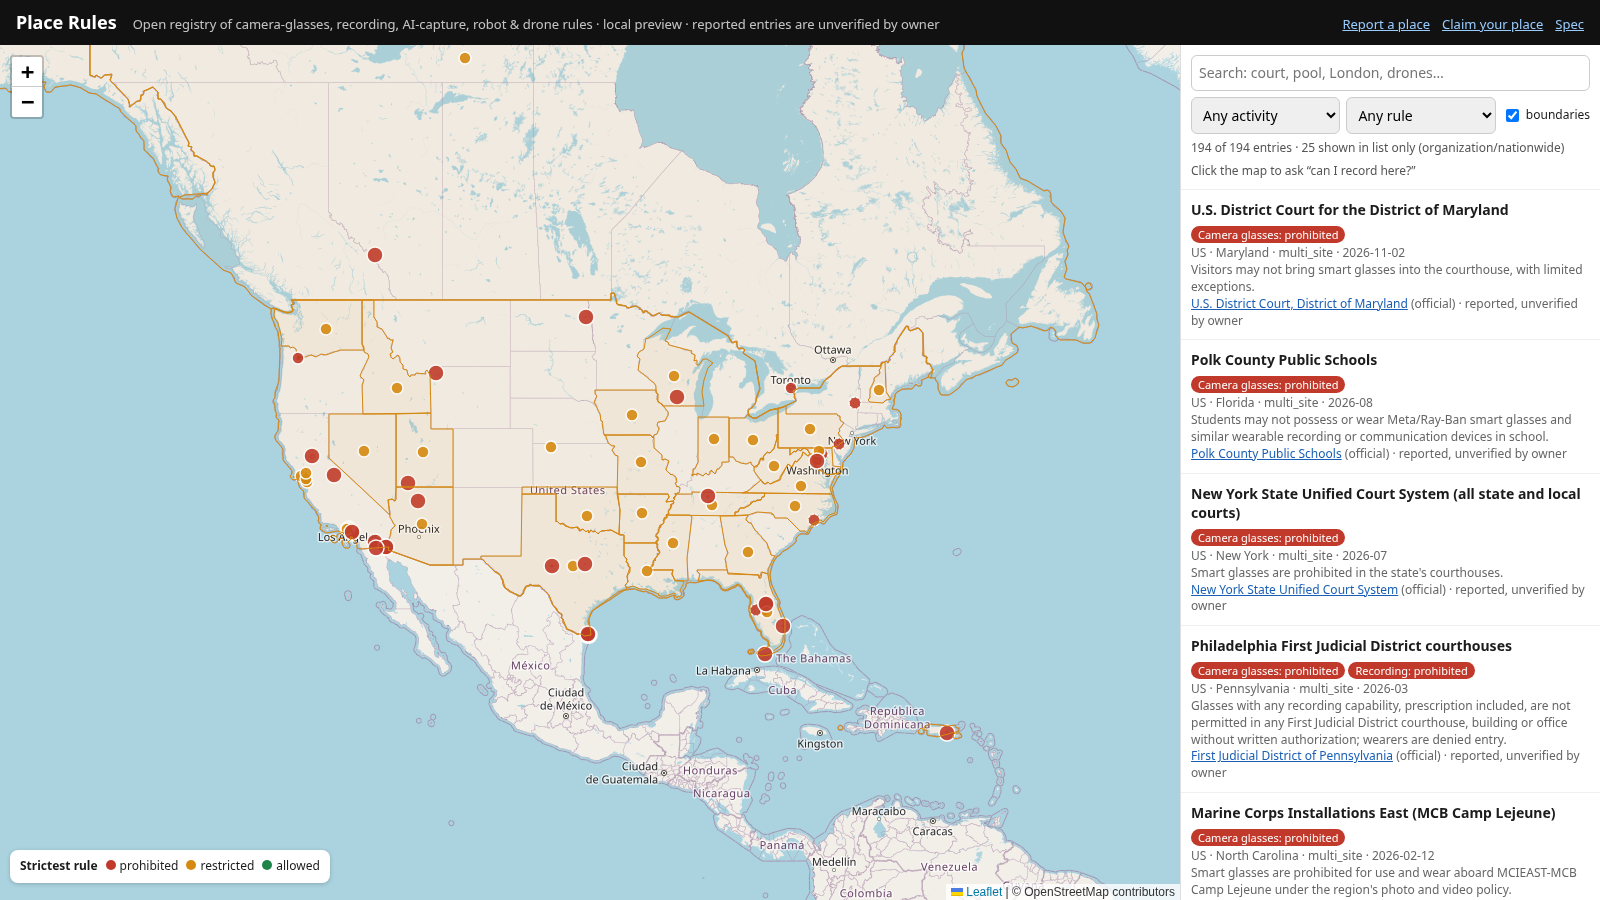 Place Rules
Open registry of camera-glasses, recording, AI-capture, robot & drone rules · local preview · reported entries are unverified by owner
Report a place
Claim your place
Spec
+
−
Ottawa
Toronto
New York
Washington
United States
Phoenix
Los Angel
México
Ciudad
de México
La Habana
The Bahamas
Cuba
República
Dominicana
Kingston
Ciudad
de Guatemala
Honduras
Nicaragua
Maracaibo
Caracas
Panamá
Medellín
Venezuela
Colombia
Strictest rule prohibited restricted allowed
Leaflet | © OpenStreetMap contributors
Search: court, pool, London, drones...
Any activity
Any rule
boundaries
194 of 194 entries · 25 shown in list only (organization/nationwide)
Click the map to ask “can I record here?”
U.S. District Court for the District of Maryland
Camera glasses: prohibited
US · Maryland · multi_site · 2026-11-02
Visitors may not bring smart glasses into the courthouse, with limited
exceptions.
U.S. District Court, District of Maryland (official) · reported, unverified
by owner
Polk County Public Schools
Camera glasses: prohibited
US · Florida · multi_site · 2026-08
Students may not possess or wear Meta/Ray-Ban smart glasses and
similar wearable recording or communication devices in school.
Polk County Public Schools (official) · reported, unverified by owner
New York State Unified Court System (all state and local
courts)
Camera glasses: prohibited
US · New York · multi_site · 2026-07
Smart glasses are prohibited in the state's courthouses.
New York State Unified Court System (official) · reported, unverified by
owner
Philadelphia First Judicial District courthouses
Camera glasses: prohibited
Recording: prohibited
US · Pennsylvania · multi_site · 2026-03
Glasses with any recording capability, prescription included, are not
permitted in any First Judicial District courthouse, building or office
without written authorization; wearers are denied entry.
First Judicial District of Pennsylvania (official) · reported, unverified by
owner
Marine Corps Installations East (MCB Camp Lejeune)
Camera glasses: prohibited
US · North Carolina · multi_site · 2026-02-12
Smart glasses are prohibited for use and wear aboard MCIEAST-MCB
Camp Lejeune under the region's photo and video policy.